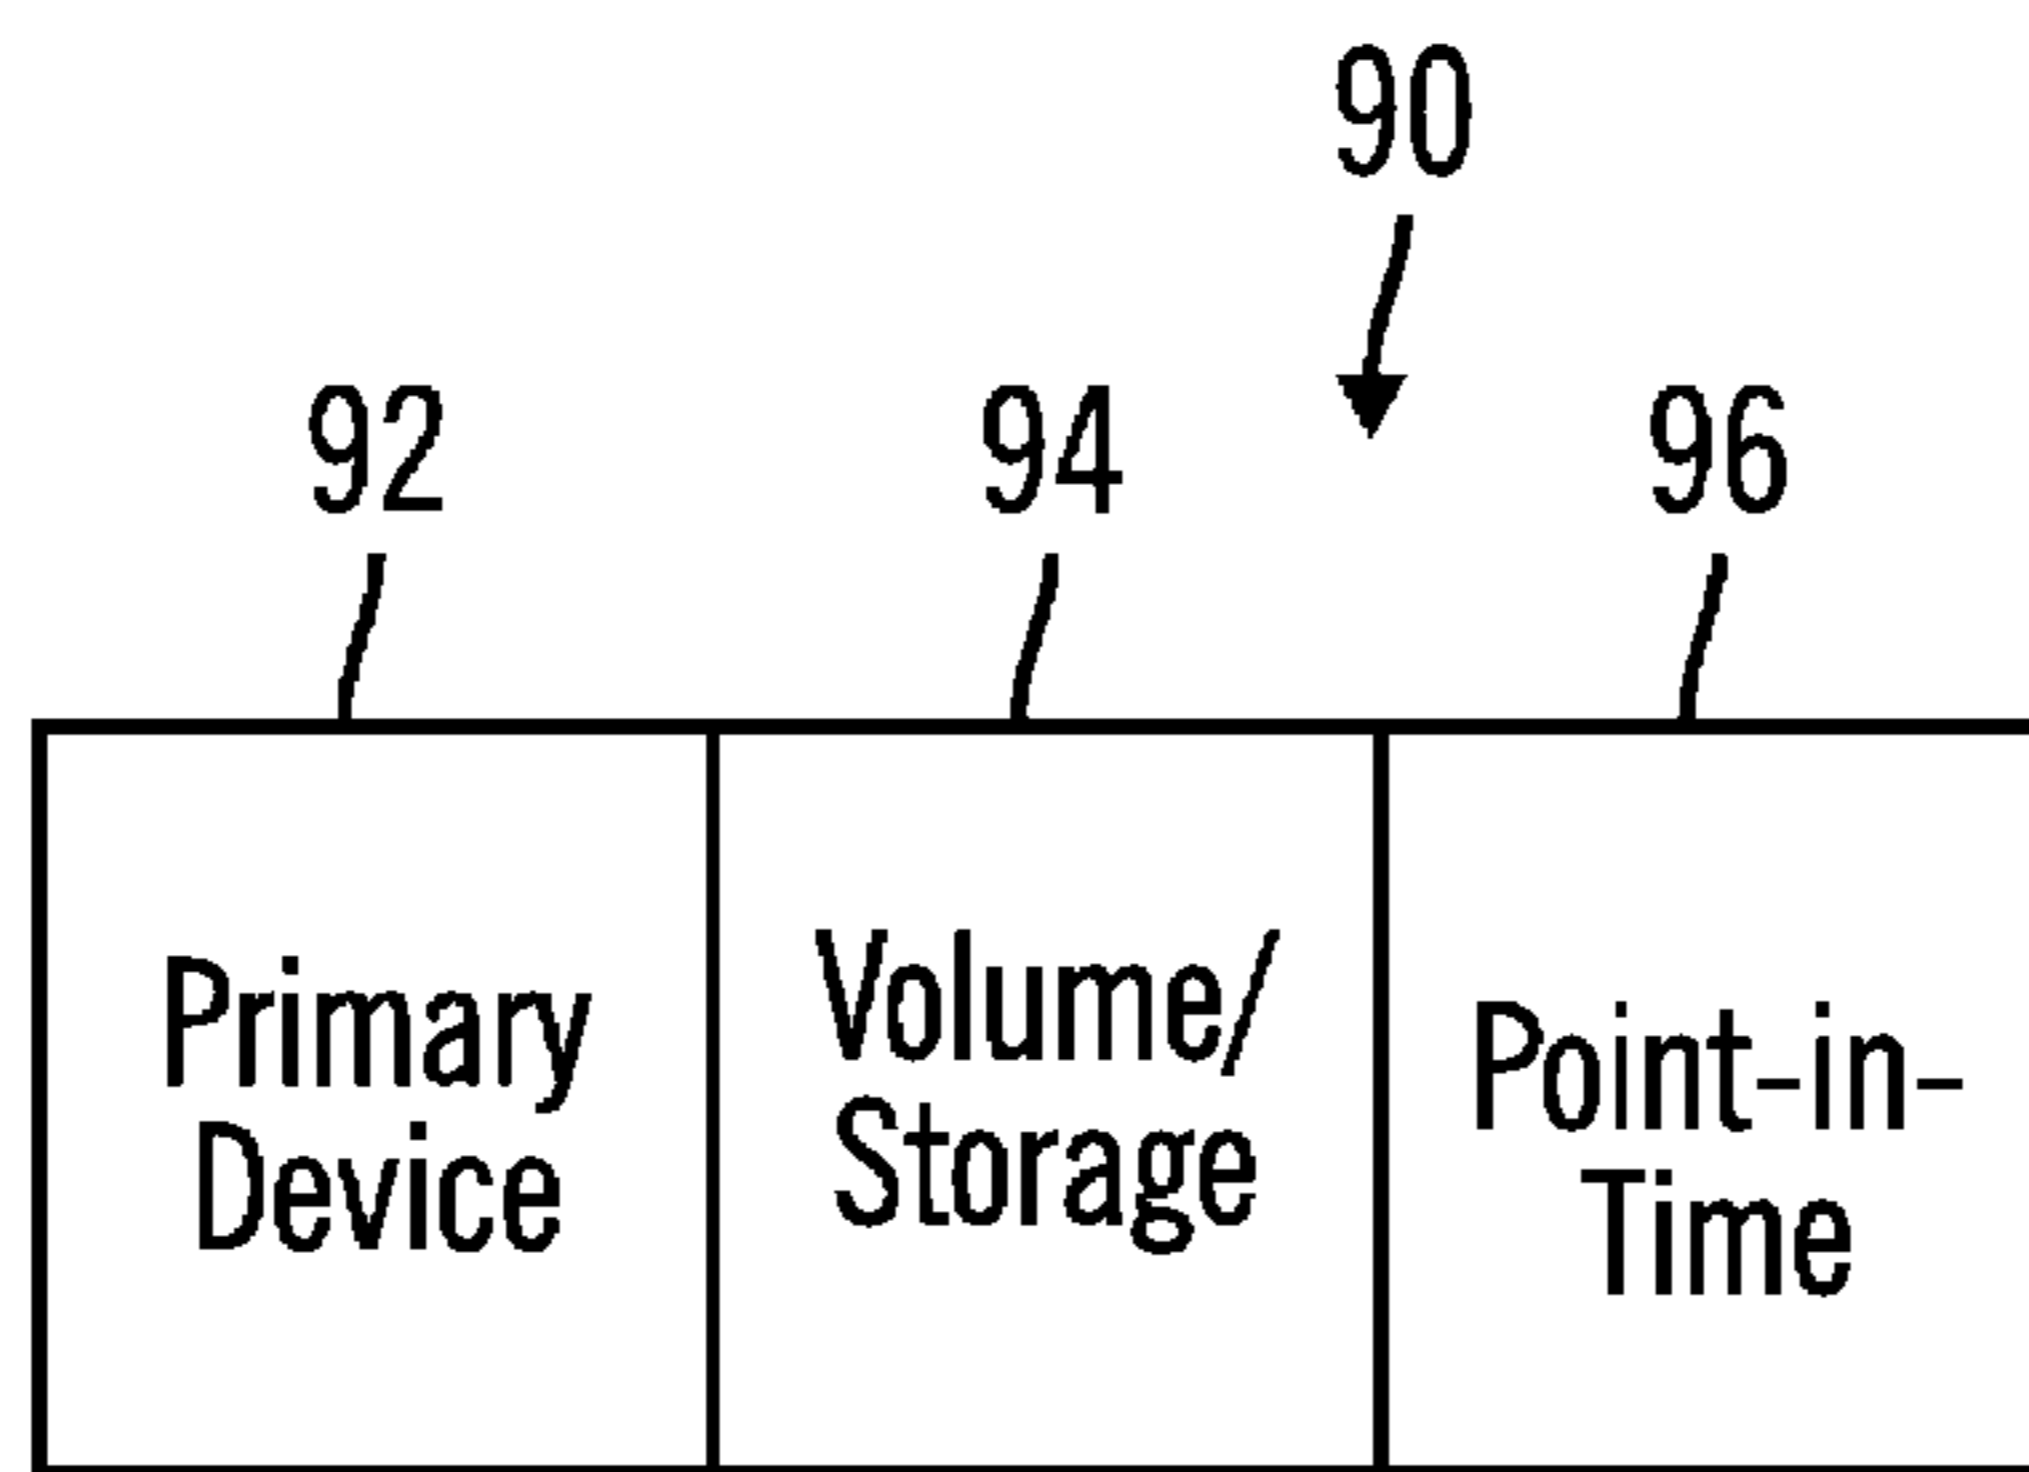 90
92 94 96
Primary
Device
Volume/
Storage
Point-in-
Time